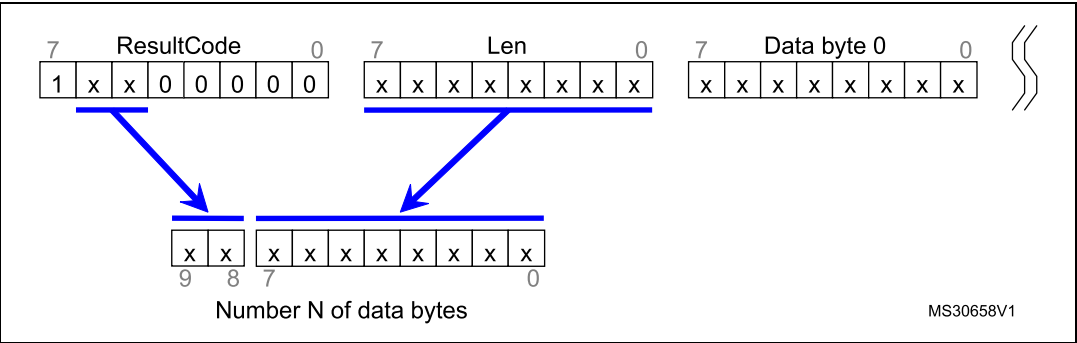 ResultCode Len Data byte 0
7 0 7 0 7 0
1 x x 0 0 0 0 0 x x x x x x x x x x x x x x x x
x x x x x x x x x x
9 8 7 0
Number N of data bytes
MS30658V1